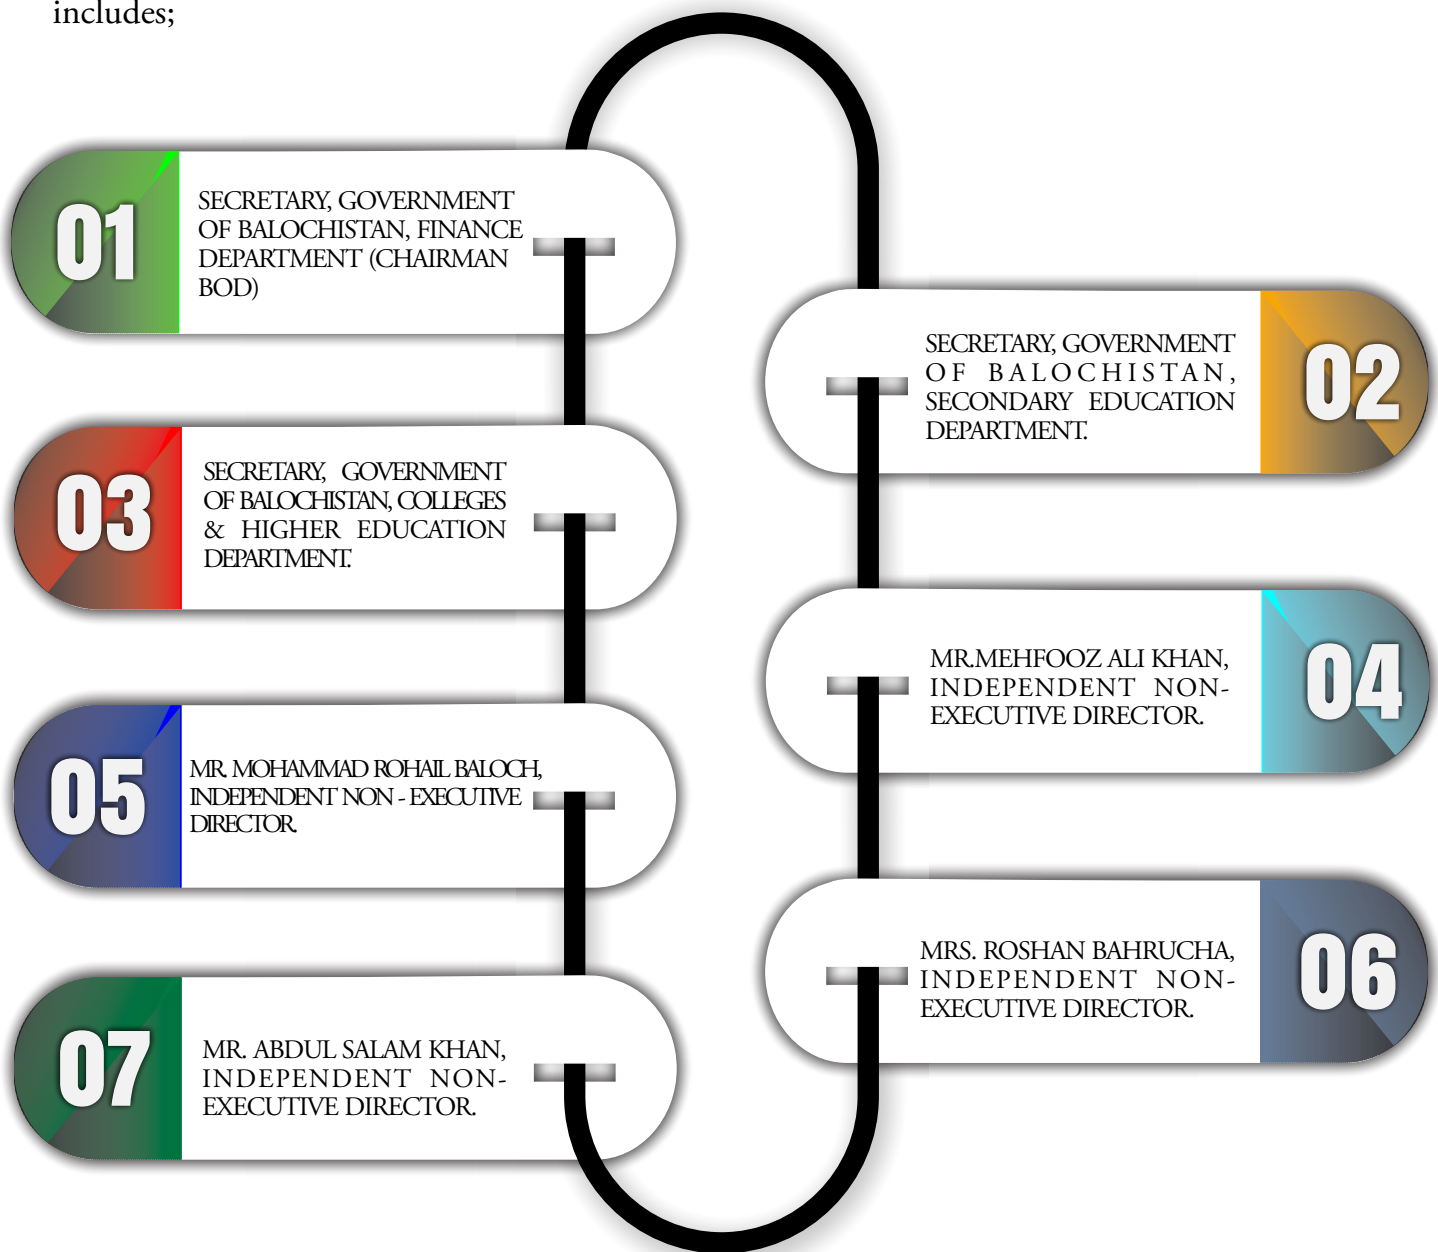 includes;
01
SECRETARY, GOVERNMENT
OF BALOCHISTAN, FINANCE
DEPARTMENT (CHAIRMAN
BOD)
02
SECRETARY, GOVERNMENT
OF BALOCHISTAN,
SECONDARY EDUCATION
DEPARTMENT.
03
SECRETARY, GOVERNMENT
OF BALOCHISTAN, COLLEGES
& HIGHER EDUCATION
DEPARTMENT.
04
MR.MEHFOOZ ALI KHAN,
INDEPENDENT NON-
EXECUTIVE DIRECTOR.
05
MR. MOHAMMAD ROHAIL BALOCH,
INDEPENDENT NON - EXECUTIVE
DIRECTOR.
06
MRS. ROSHAN BAHRUCHA,
INDEPENDENT NON-
EXECUTIVE DIRECTOR.
07
MR. ABDUL SALAM KHAN,
INDEPENDENT NON-
EXECUTIVE DIRECTOR.